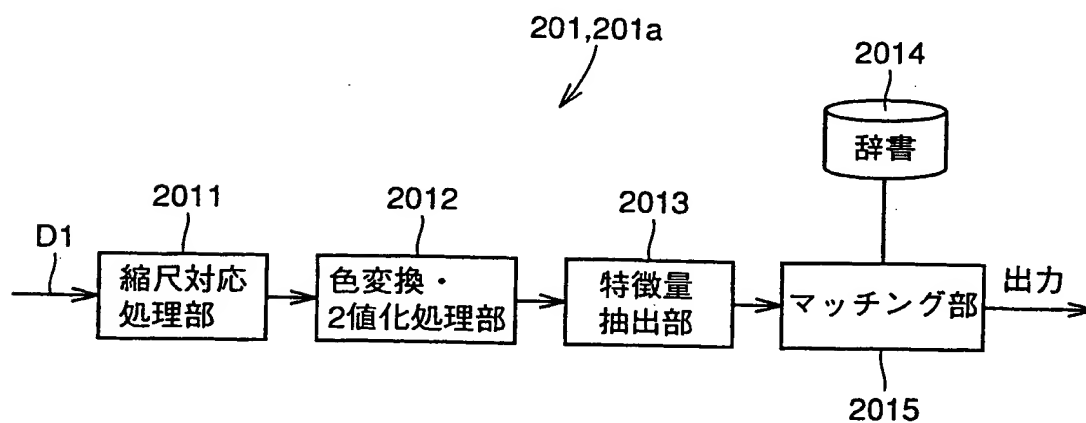 201,201a
2014
辞書
2011
2012
2013
D1
縮尺対応
処理部
色変換・
2値化処理部
特徴量
抽出部
マッチング部
出力
2015